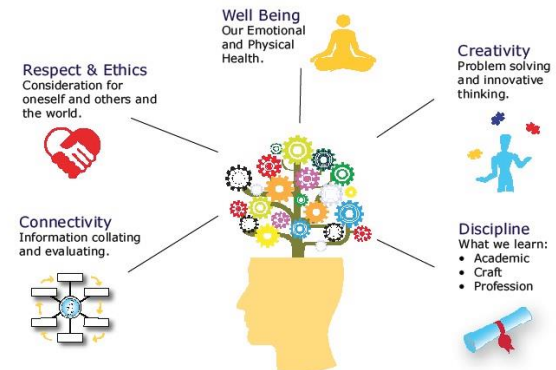 Well Being
Our Emotional
and Physical
Health.
Respect & Ethics
Consideration for
oneself and others and
the world.
Creativity
Problem solving
and innovative
thinking.
Connectivity
Information collating
and evaluating.
Discipline
What we learn:
• Academic
• Craft
• Profession